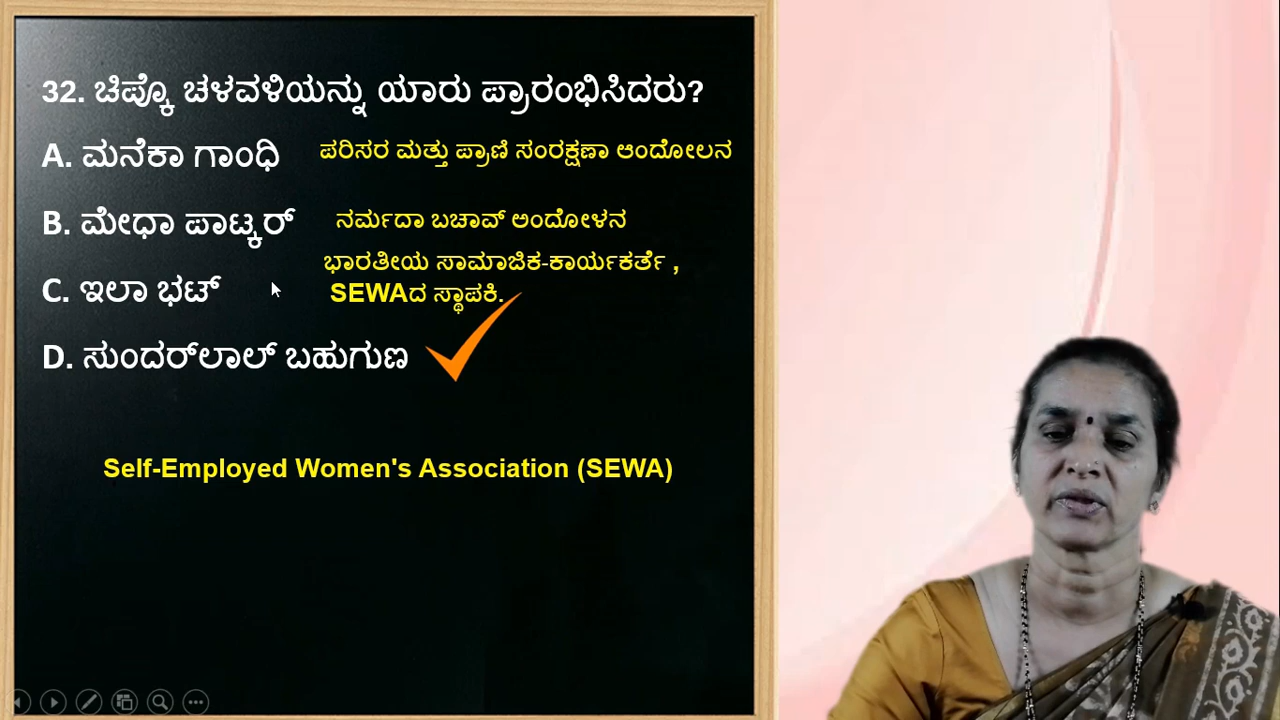 32. ಚಿಪ್ಕೊ ಚಳವಳಿಯನ್ನು ಯಾರು ಪ್ರಾರಂಭಿಸಿದರು?
A. ಮನೆಕಾ ಗಾಂಧಿ ಪರಿಸರ ಮತ್ತು ಪ್ರಾಣಿ ಸಂರಕ್ಷಣಾ ಆಂದೋಲನ
B. ಮೇಧಾ ಪಾಟ್ಕರ್ ನರ್ಮದಾ ಬಚಾವ್ ಅಂದೋಳನ
ಭಾರತೀಯ ಸಾಮಾಜಿಕ-ಕಾರ್ಯಕರ್ತೆ ,
C. ಇಲಾ ಭಟ್ SEWAದ ಸ್ಥಾಪಕಿ.
D. ಸುಂದರ್‌ಲಾಲ್ ಬಹುಗುಣ
Self-Employed Women's Association (SEWA)